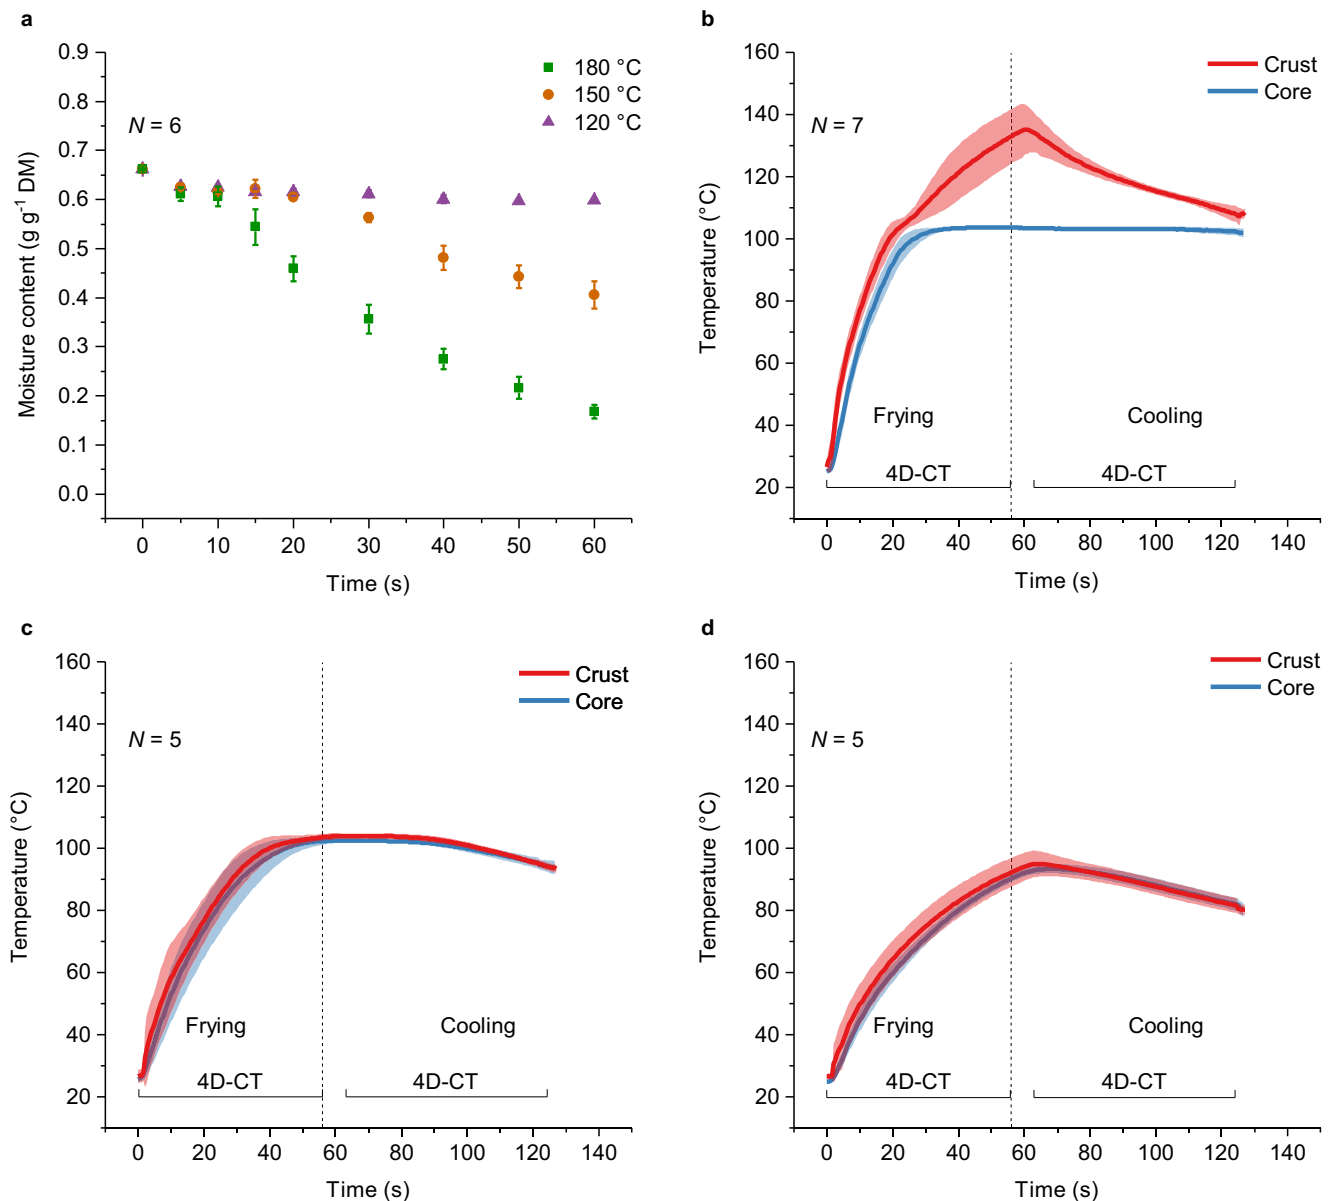 a
Moisture content (g g⁻¹ DM)
0.9
0.8
0.7
0.6
0.5
0.4
0.3
0.2
0.1
0.0
N = 6
180 °C
150 °C
120 °C
0 10 20 30 40 50 60
Time (s)
b
Temperature (°C)
160
140
120
100
80
60
40
20
N = 7
Crust
Core
Frying
Cooling
4D-CT
4D-CT
0 20 40 60 80 100 120 140
Time (s)
c
Temperature (°C)
160
140
120
100
80
60
40
20
N = 5
Crust
Core
Frying
Cooling
4D-CT
4D-CT
0 20 40 60 80 100 120 140
Time (s)
d
Temperature (°C)
160
140
120
100
80
60
40
20
N = 5
Crust
Core
Frying
Cooling
4D-CT
4D-CT
0 20 40 60 80 100 120 140
Time (s)